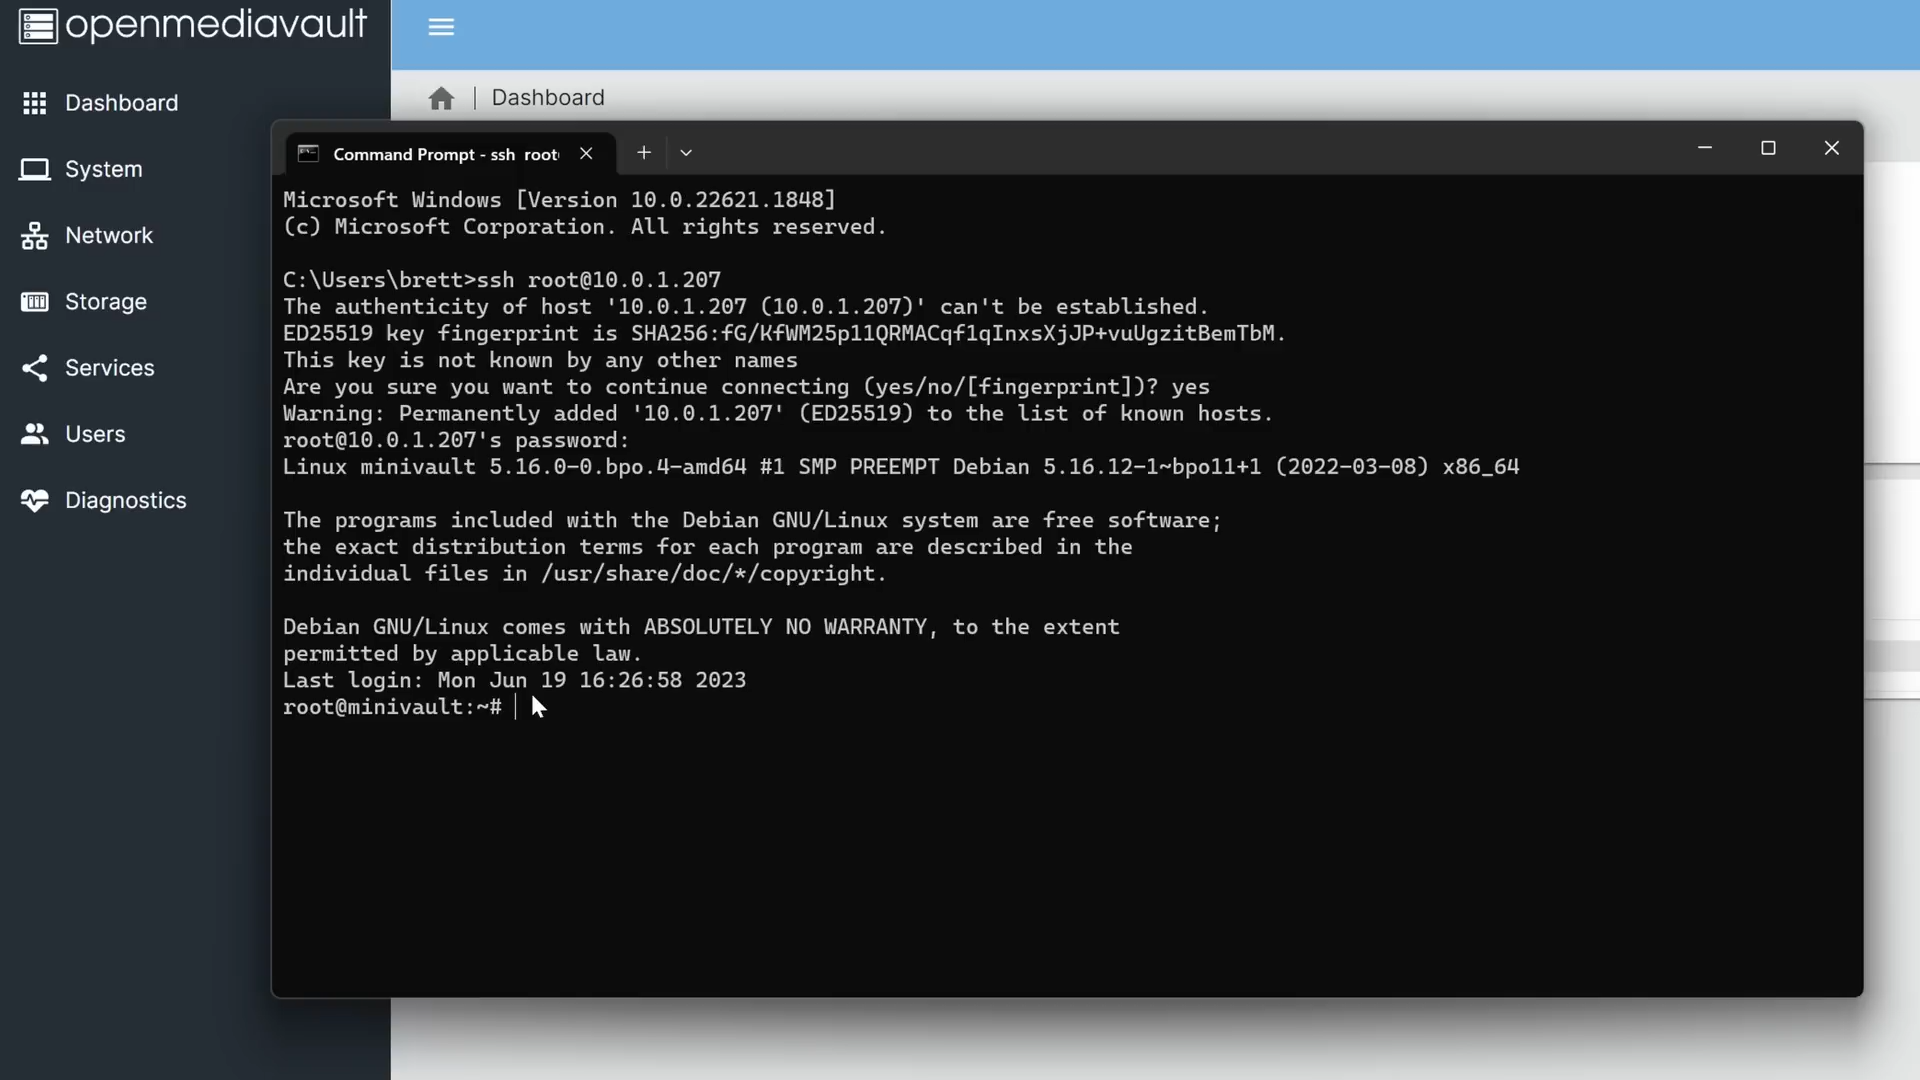 openmediavault
Dashboard
System
Network
Storage
Services
Users
Diagnostics
Dashboard
Command Prompt - ssh root
Microsoft Windows [Version 10.0.22621.1848]
(c) Microsoft Corporation. All rights reserved.
C:\Users\brett>ssh root@10.0.1.207
The authenticity of host '10.0.1.207 (10.0.1.207)' can't be established.
ED25519 key fingerprint is SHA256:fG/KfWM25p11QRMACqf1qInxsXjJP+vuUgzitBemTbM.
This key is not known by any other names
Are you sure you want to continue connecting (yes/no/[fingerprint])? yes
Warning: Permanently added '10.0.1.207' (ED25519) to the list of known hosts.
root@10.0.1.207's password:
Linux minivault 5.16.0-0.bpo.4-amd64 #1 SMP PREEMPT Debian 5.16.12-1~bpo11+1 (2022-03-08) x86_64
The programs included with the Debian GNU/Linux system are free software;
the exact distribution terms for each program are described in the
individual files in /usr/share/doc/*/copyright.
Debian GNU/Linux comes with ABSOLUTELY NO WARRANTY, to the extent
permitted by applicable law.
Last login: Mon Jun 19 16:26:58 2023
root@minivault:~#